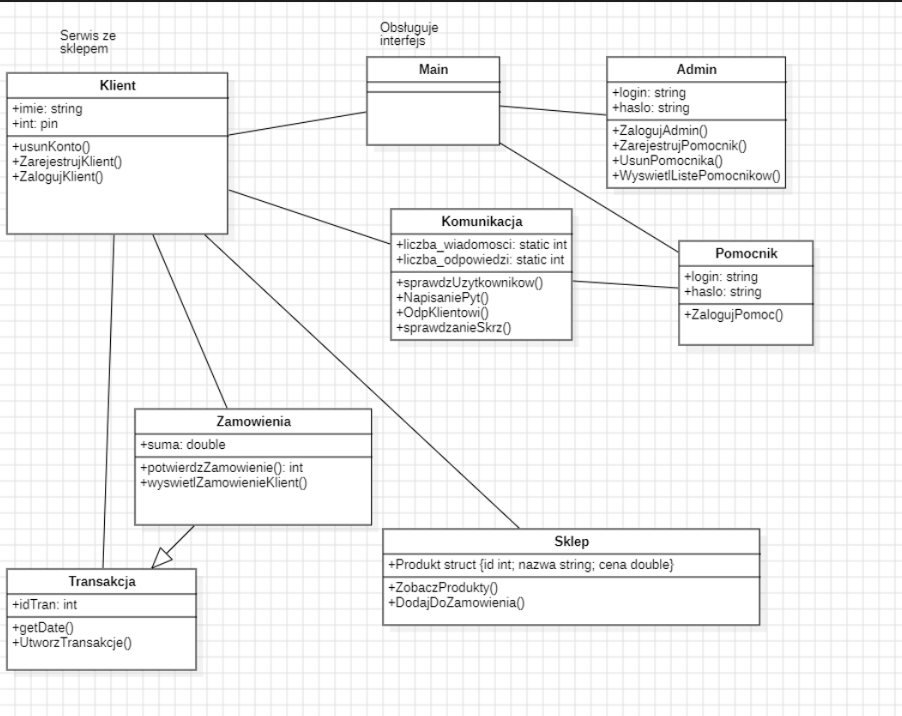 Serwis ze
sklepem
Obsługuje
interfejs
Klient
+imie: string
+int: pin
+usunKonto()
+ZarejestrujKlient()
+ZalogujKlient()
Main
Admin
+login: string
+haslo: string
+ZalogujAdmin()
+ZarejestrujPomocnik()
+UsunPomocnika()
+WyswietlListePomocnikow()
Komunikacja
+liczba_wiadomosci: static int
+liczba_odpowiedzi: static int
+sprawdzUzytkownikow()
+NapisaniePyt()
+OdpKlientowi()
+sprawdzanieSkrz()
Pomocnik
+login: string
+haslo: string
+ZalogujPomoc()
Zamowienia
+suma: double
+potwierdzZamowienie(): int
+wyswietlZamowienieKlient()
Sklep
+Produkt struct {id int; nazwa string; cena double}
+ZobaczProdukty()
+DodajDoZamowienia()
Transakcja
+idTran: int
+getDate()
+UtworzTransakcje()